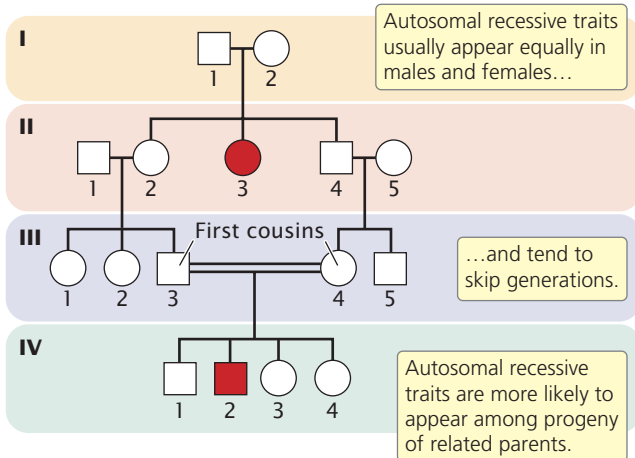 I
Autosomal recessive traits
usually appear equally in
males and females…
1 2
II
1 2 3 4 5
III
First cousins
…and tend to
skip generations.
1 2 3 4 5
IV
1 2 3 4
Autosomal recessive
traits are more likely to
appear among progeny
of related parents.